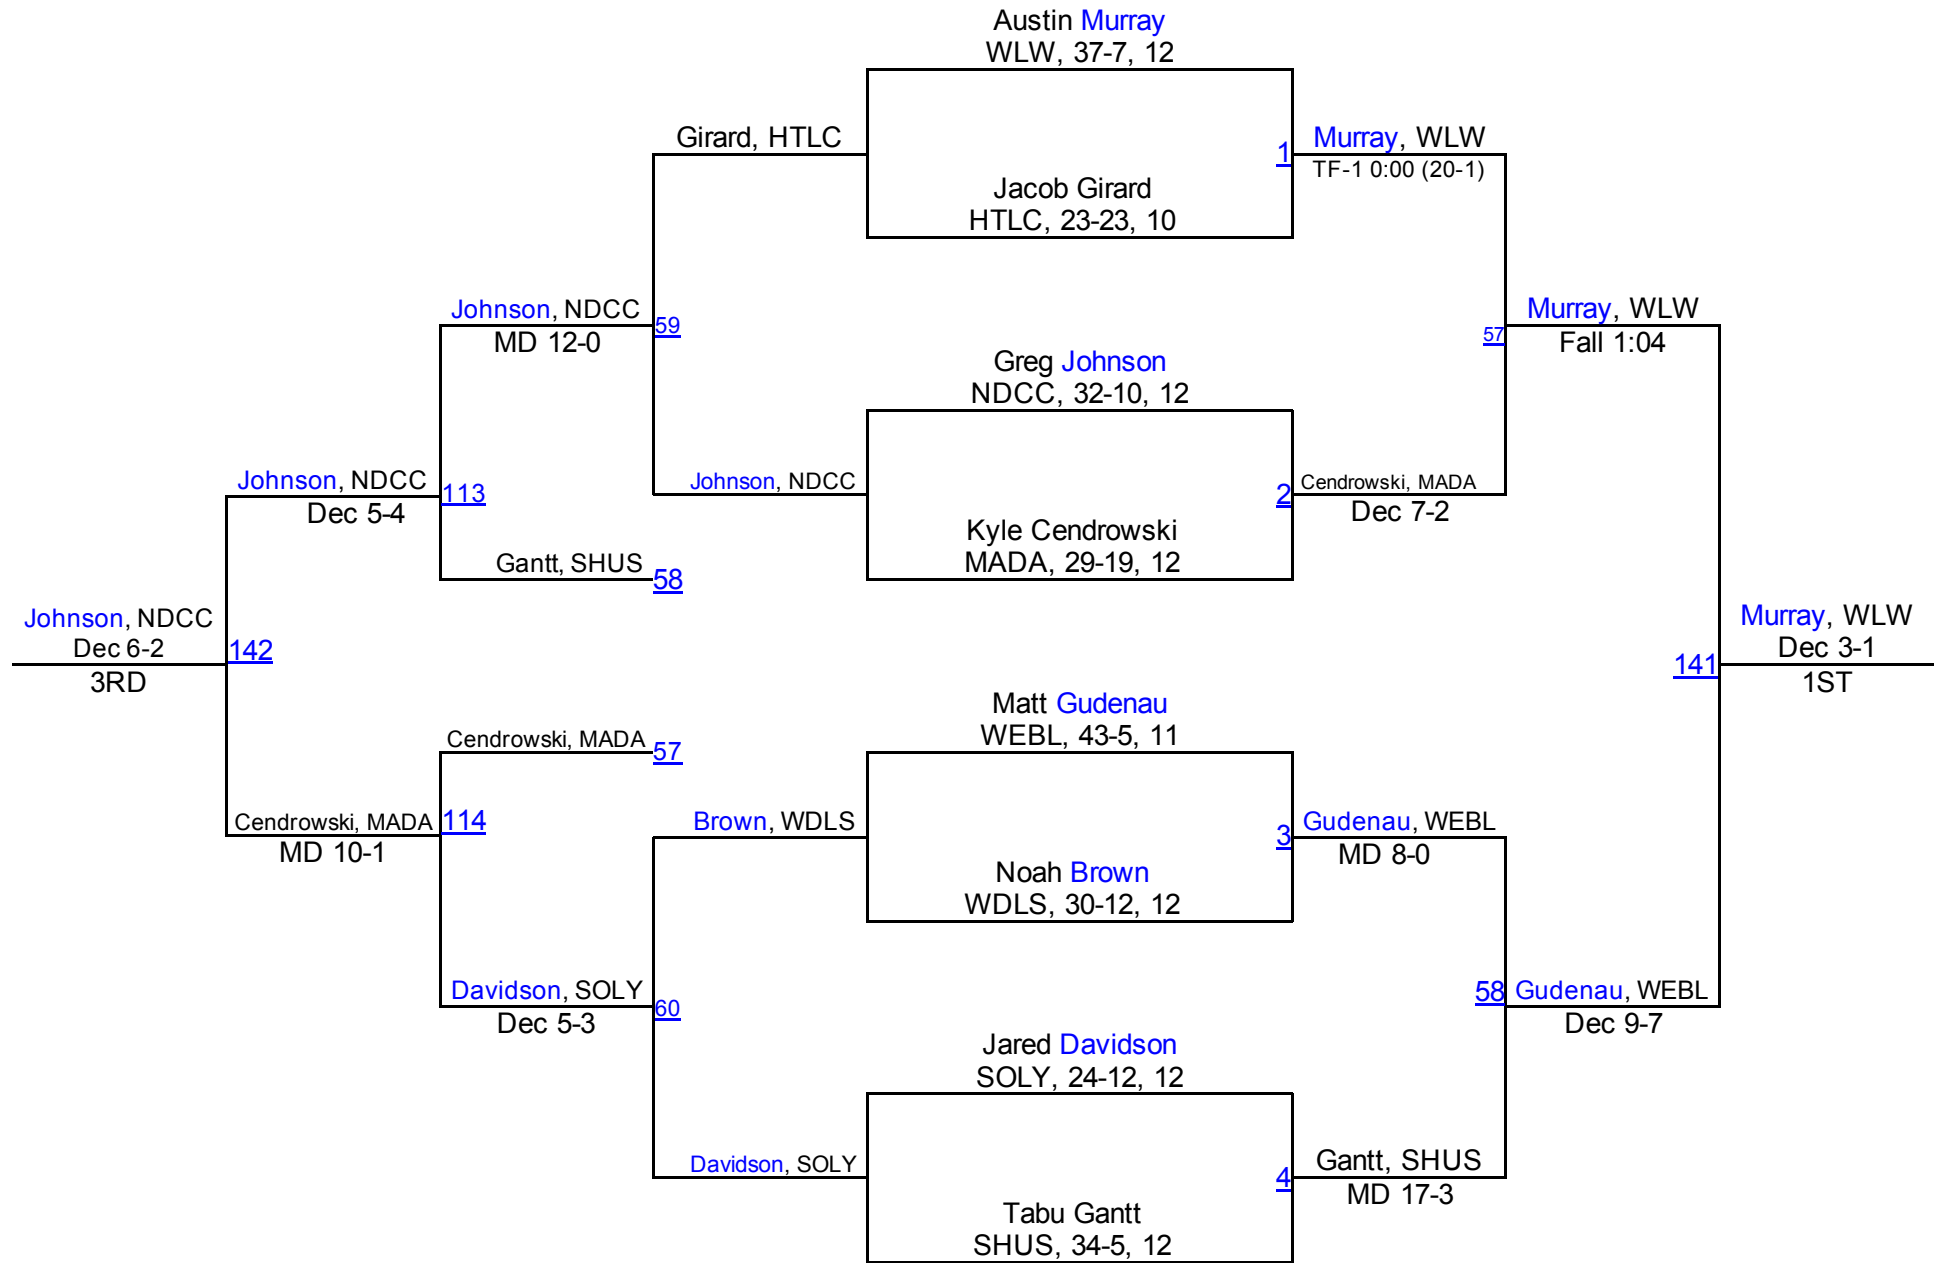 Austin Murray
WLW, 37-7, 12
Girard, HTLC
1
Murray, WLW
TF-1 0:00 (20-1)
Jacob Girard
HTLC, 23-23, 10
Johnson, NDCC
MD 12-0
59
57
Murray, WLW
Fall 1:04
Greg Johnson
NDCC, 32-10, 12
Johnson, NDCC
Dec 5-4
113
Johnson, NDCC
2
Cendrowski, MADA
Dec 7-2
Kyle Cendrowski
MADA, 29-19, 12
Gantt, SHUS
58
Johnson, NDCC
Dec 6-2
3RD
142
141
Murray, WLW
Dec 3-1
1ST
Matt Gudenau
WEBL, 43-5, 11
Cendrowski, MADA
57
Cendrowski, MADA
MD 10-1
114
Brown, WDLS
3
Gudenau, WEBL
MD 8-0
Noah Brown
WDLS, 30-12, 12
Davidson, SOLY
Dec 5-3
60
58
Gudenau, WEBL
Dec 9-7
Jared Davidson
SOLY, 24-12, 12
Davidson, SOLY
4
Gantt, SHUS
MD 17-3
Tabu Gantt
SHUS, 34-5, 12